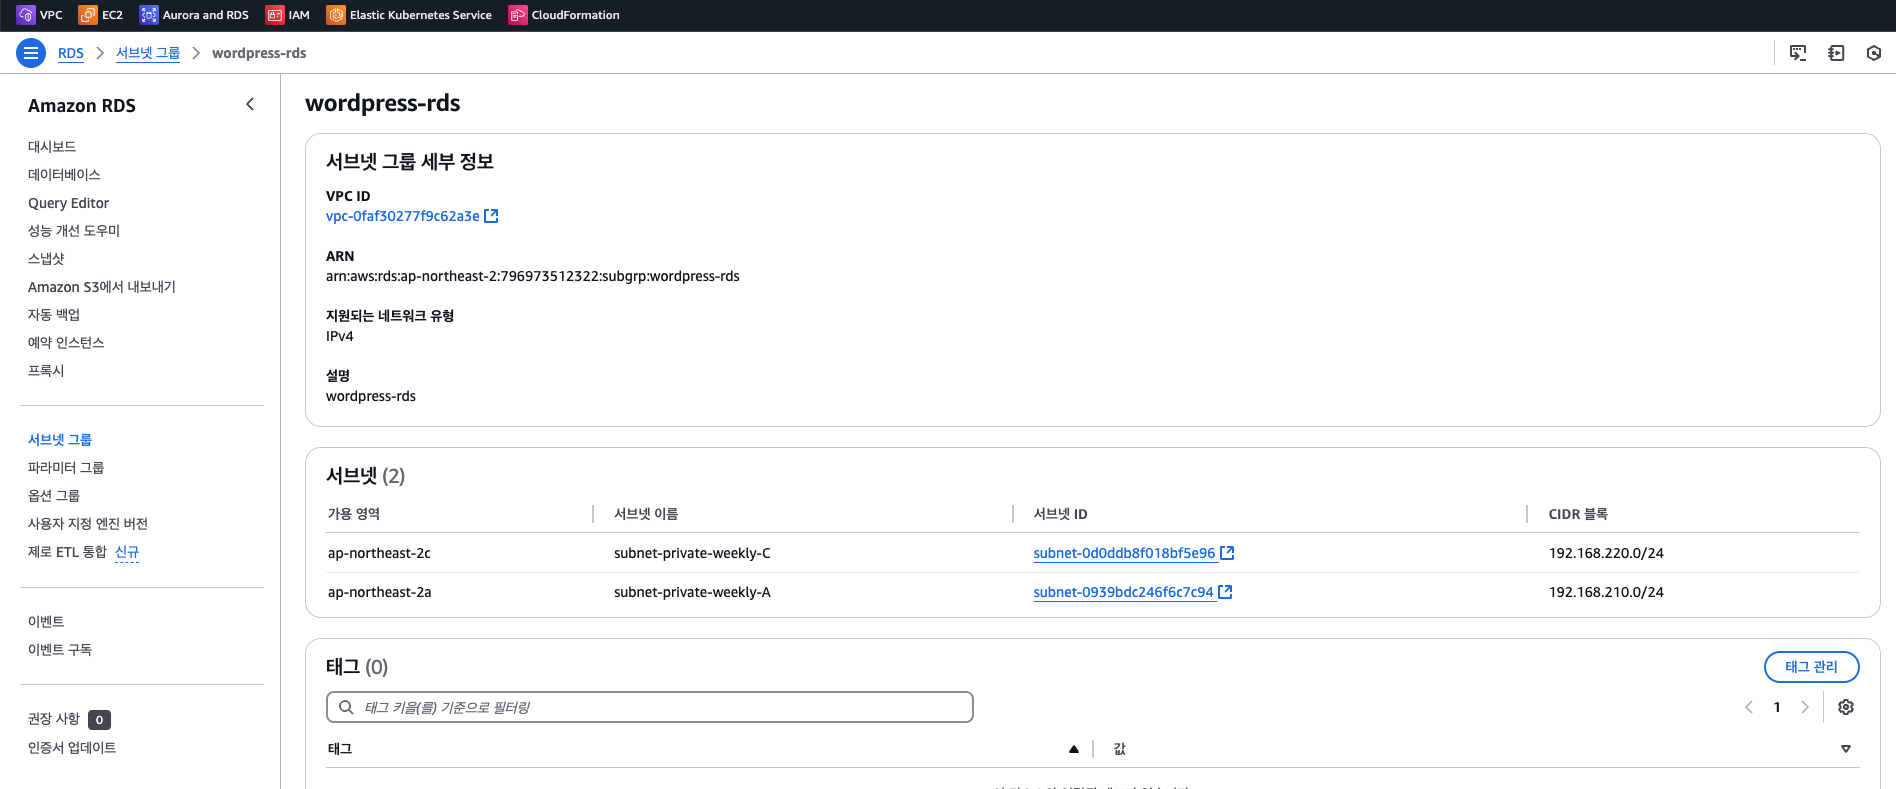 VPC EC2 Aurora and RDS IAM Elastic Kubernetes Service CloudFormation
RDS 서브넷 그룹 wordpress-rds
Amazon RDS
대시보드
데이터베이스
Query Editor
성능 개선 도우미
스냅샷
Amazon S3에서 내보내기
자동 백업
예약 인스턴스
프록시
서브넷 그룹
파라미터 그룹
옵션 그룹
사용자 지정 엔진 버전
제로 ETL 통합 신규
이벤트
이벤트 구독
권장 사항 0
인증서 업데이트
wordpress-rds
서브넷 그룹 세부 정보
VPC ID
vpc-0faf30277f9c62a3e
ARN
arn:aws:rds:ap-northeast-2:796973512322:subgrp:wordpress-rds
지원되는 네트워크 유형
IPv4
설명
wordpress-rds
서브넷 (2)
가용 영역 서브넷 이름 서브넷 ID CIDR 블록
ap-northeast-2c subnet-private-weekly-C subnet-0d0ddb8f018bf5e96 192.168.220.0/24
ap-northeast-2a subnet-private-weekly-A subnet-0939bdc246f6c7c94 192.168.210.0/24
태그 (0)
태그 관리
태그 키을(를) 기준으로 필터링
1
태그 값